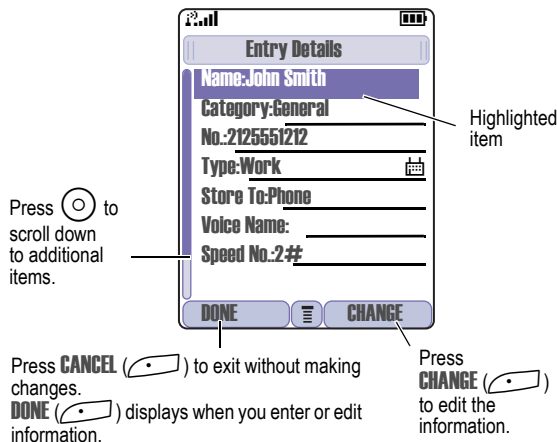 Entry Details
Name:John Smith
Category:General
No.:2125551212
Type:Work
Store To:Phone
Voice Name:
Speed No.:2#
DONE
CHANGE
Highlighted
item
Press to
scroll down
to additional
items.
Press CANCEL ( ) to exit without making
changes.
DONE ( ) displays when you enter or edit
information.
Press
CHANGE ( )
to edit the
information.